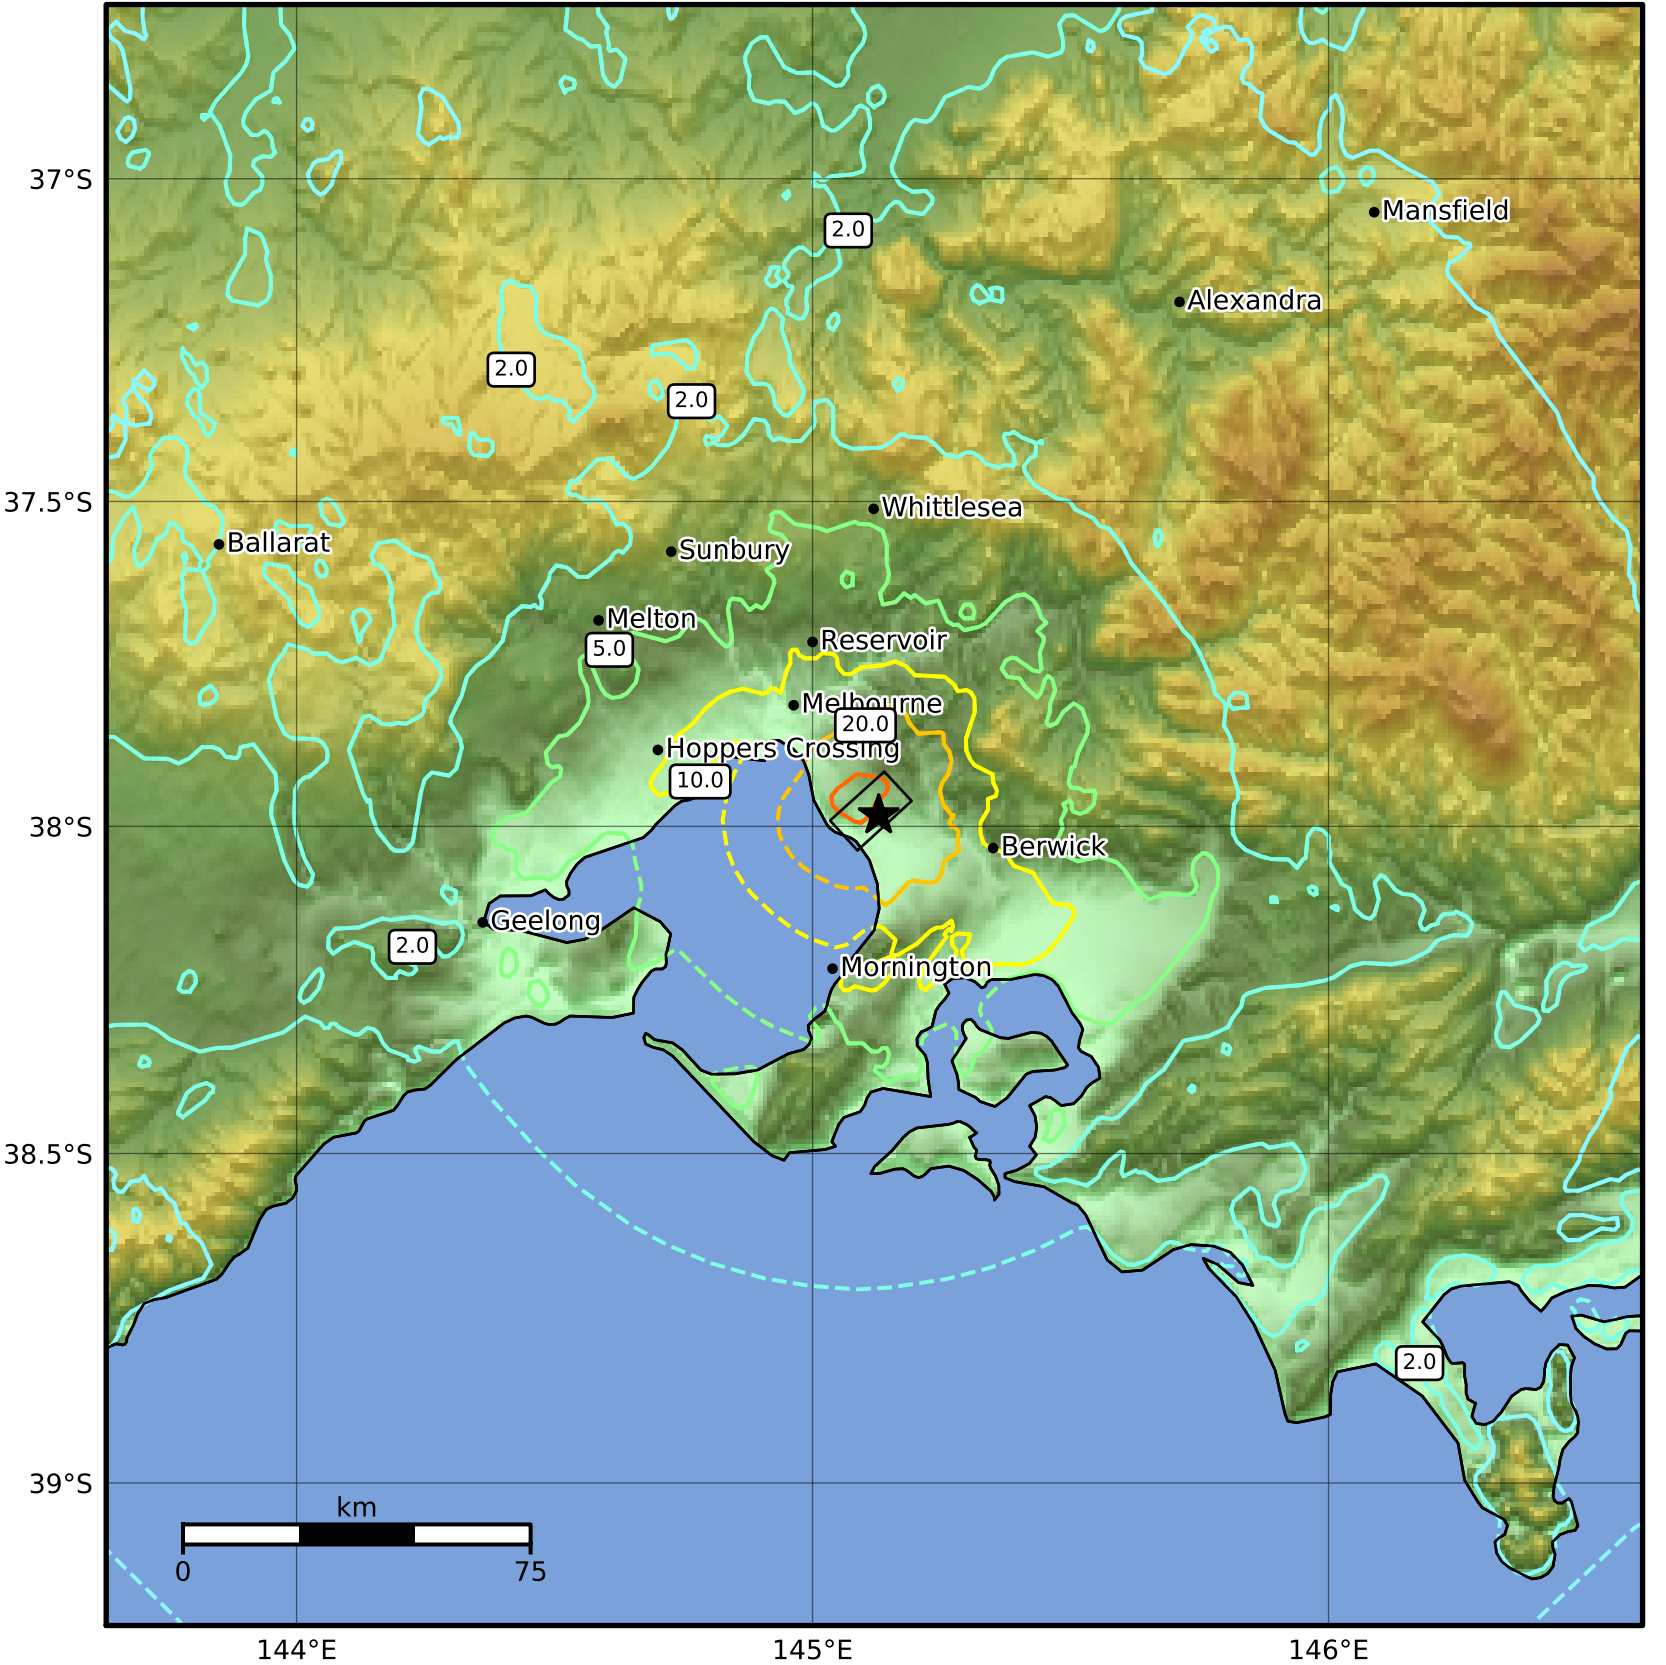 37°S
Mansfield
2.0
Alexandra
2.0
2.0
37.5°S
Whittlesea
Ballarat
Sunbury
Melton
Reservoir
5.0
Melbourne
20.0
Hoppers Crossing
10.0
38°S
Berwick
Geelong
2.0
Mornington
38.5°S
2.0
39°S
km
0
75
144°E
145°E
146°E